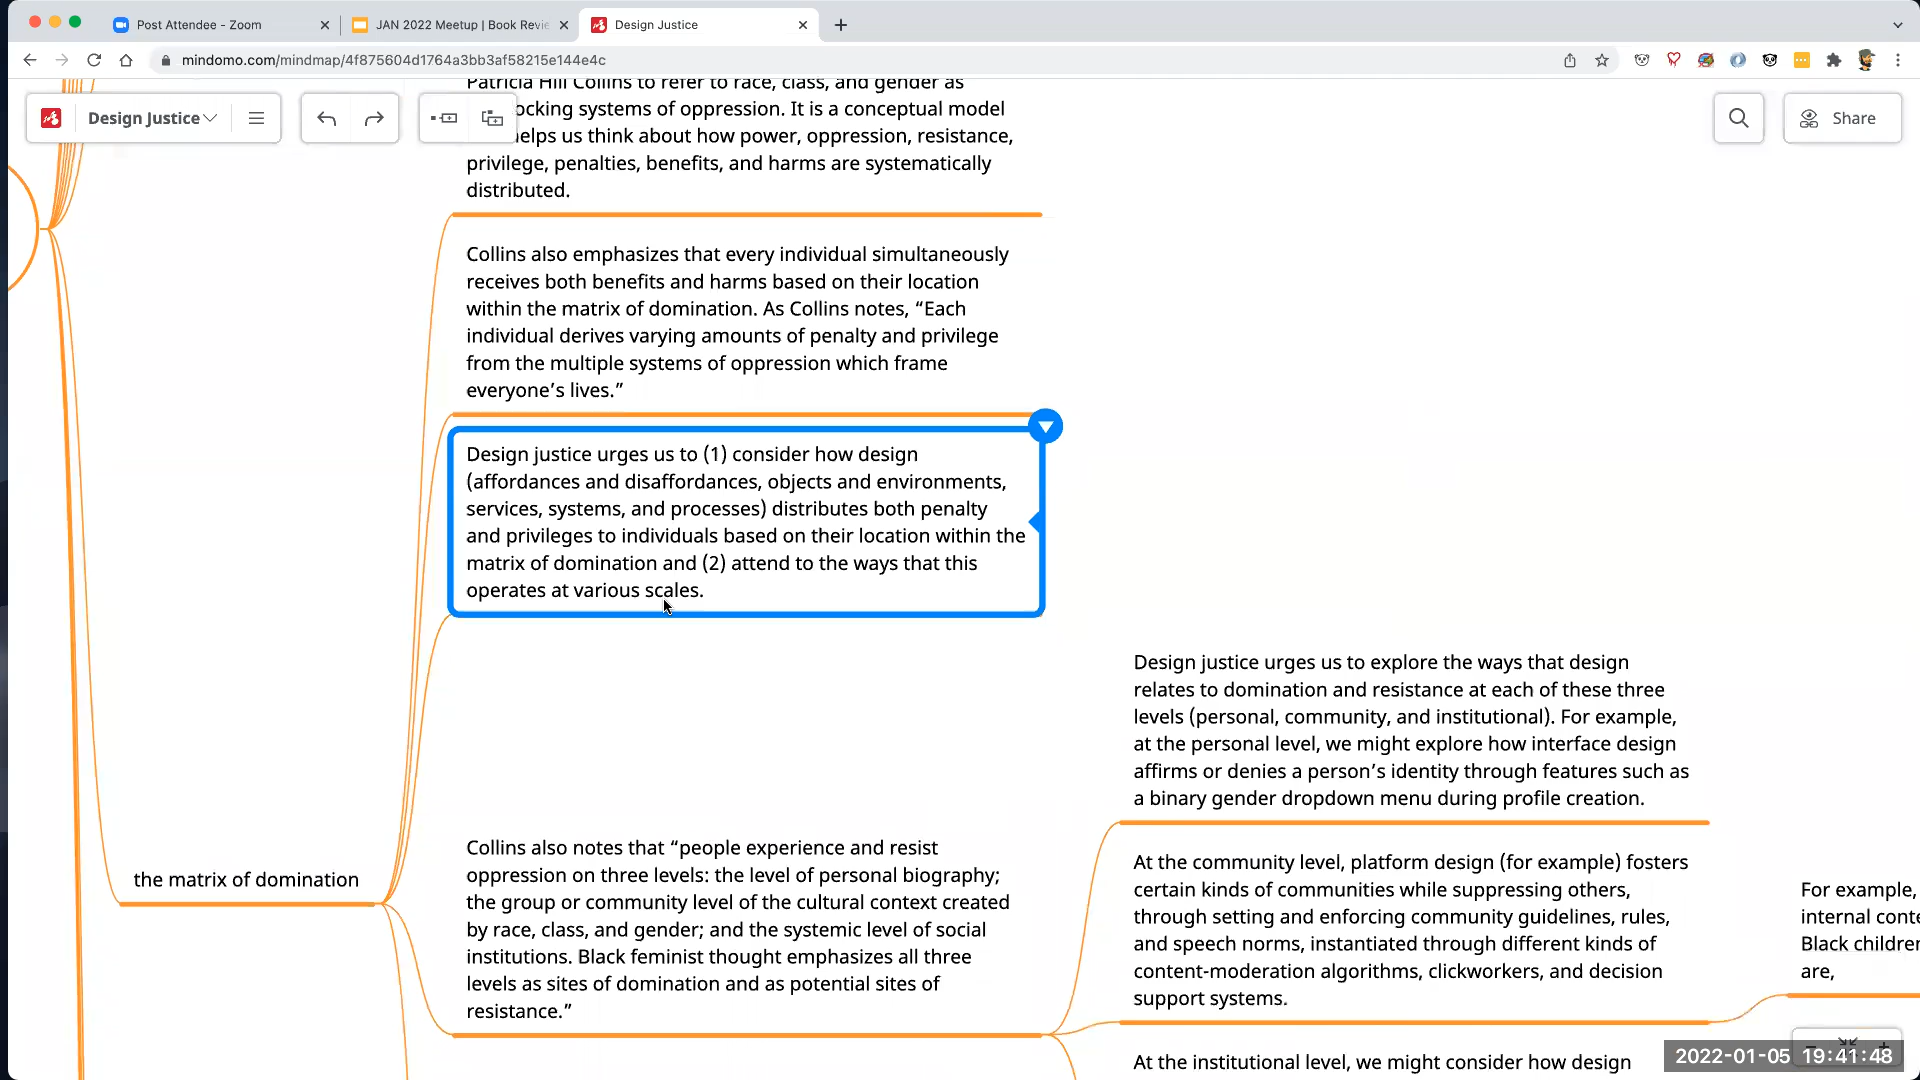 Post Attendee - Zoom
JAN 2022 Meetup | Book Revie
Design Justice
mindomo.com/mindmap/4f875604d1764a3bb3af58215e144e4c
Design Justice
Share
Patricia Hill Collins to refer to race, class, and gender as
ocking systems of oppression. It is a conceptual model
elps us think about how power, oppression, resistance,
privilege, penalties, benefits, and harms are systematically
distributed.
Collins also emphasizes that every individual simultaneously
receives both benefits and harms based on their location
within the matrix of domination. As Collins notes, “Each
individual derives varying amounts of penalty and privilege
from the multiple systems of oppression which frame
everyone’s lives.”
Design justice urges us to (1) consider how design
(affordances and disaffordances, objects and environments,
services, systems, and processes) distributes both penalty
and privileges to individuals based on their location within the
matrix of domination and (2) attend to the ways that this
operates at various scales.
the matrix of domination
Collins also notes that “people experience and resist
oppression on three levels: the level of personal biography;
the group or community level of the cultural context created
by race, class, and gender; and the systemic level of social
institutions. Black feminist thought emphasizes all three
levels as sites of domination and as potential sites of
resistance.”
Design justice urges us to explore the ways that design
relates to domination and resistance at each of these three
levels (personal, community, and institutional). For example,
at the personal level, we might explore how interface design
affirms or denies a person’s identity through features such as
a binary gender dropdown menu during profile creation.
At the community level, platform design (for example) fosters
certain kinds of communities while suppressing others,
through setting and enforcing community guidelines, rules,
and speech norms, instantiated through different kinds of
content-moderation algorithms, clickworkers, and decision
support systems.
At the institutional level, we might consider how design
For example,
internal conte
Black children
are,
2022-01-05 19:41:48